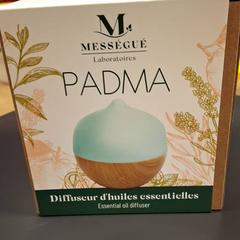 M
MESSÉGUÉ
Laboratoires
PADMA
Diffuseur d'huiles essentielles
Essential oil diffuser